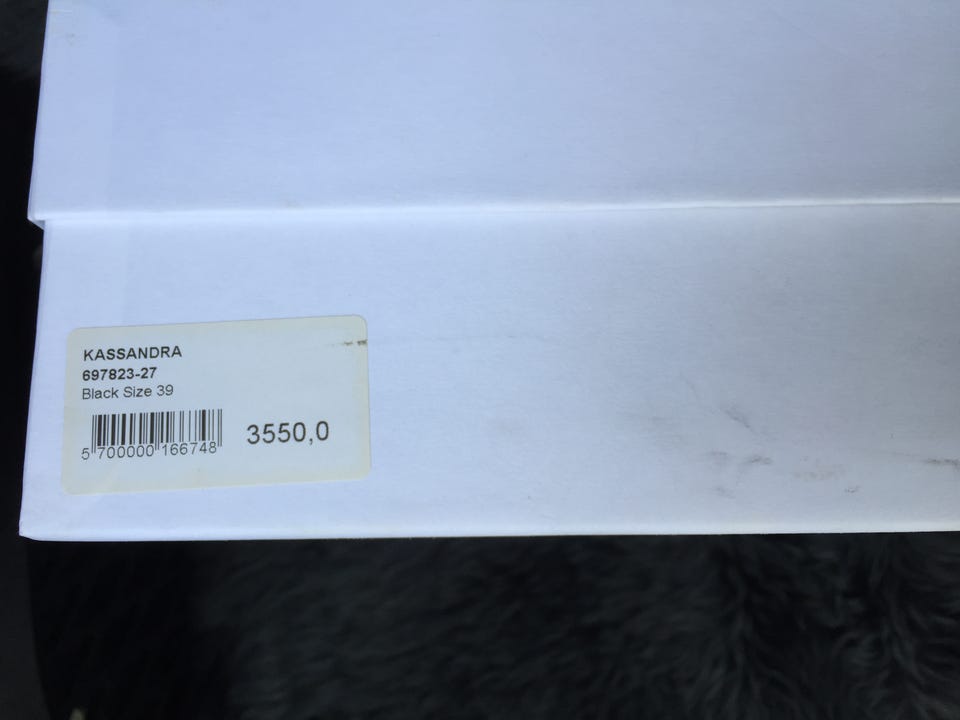 KASSANDRA
697823-27
Black Size 39
3550,0
5 700000 166748